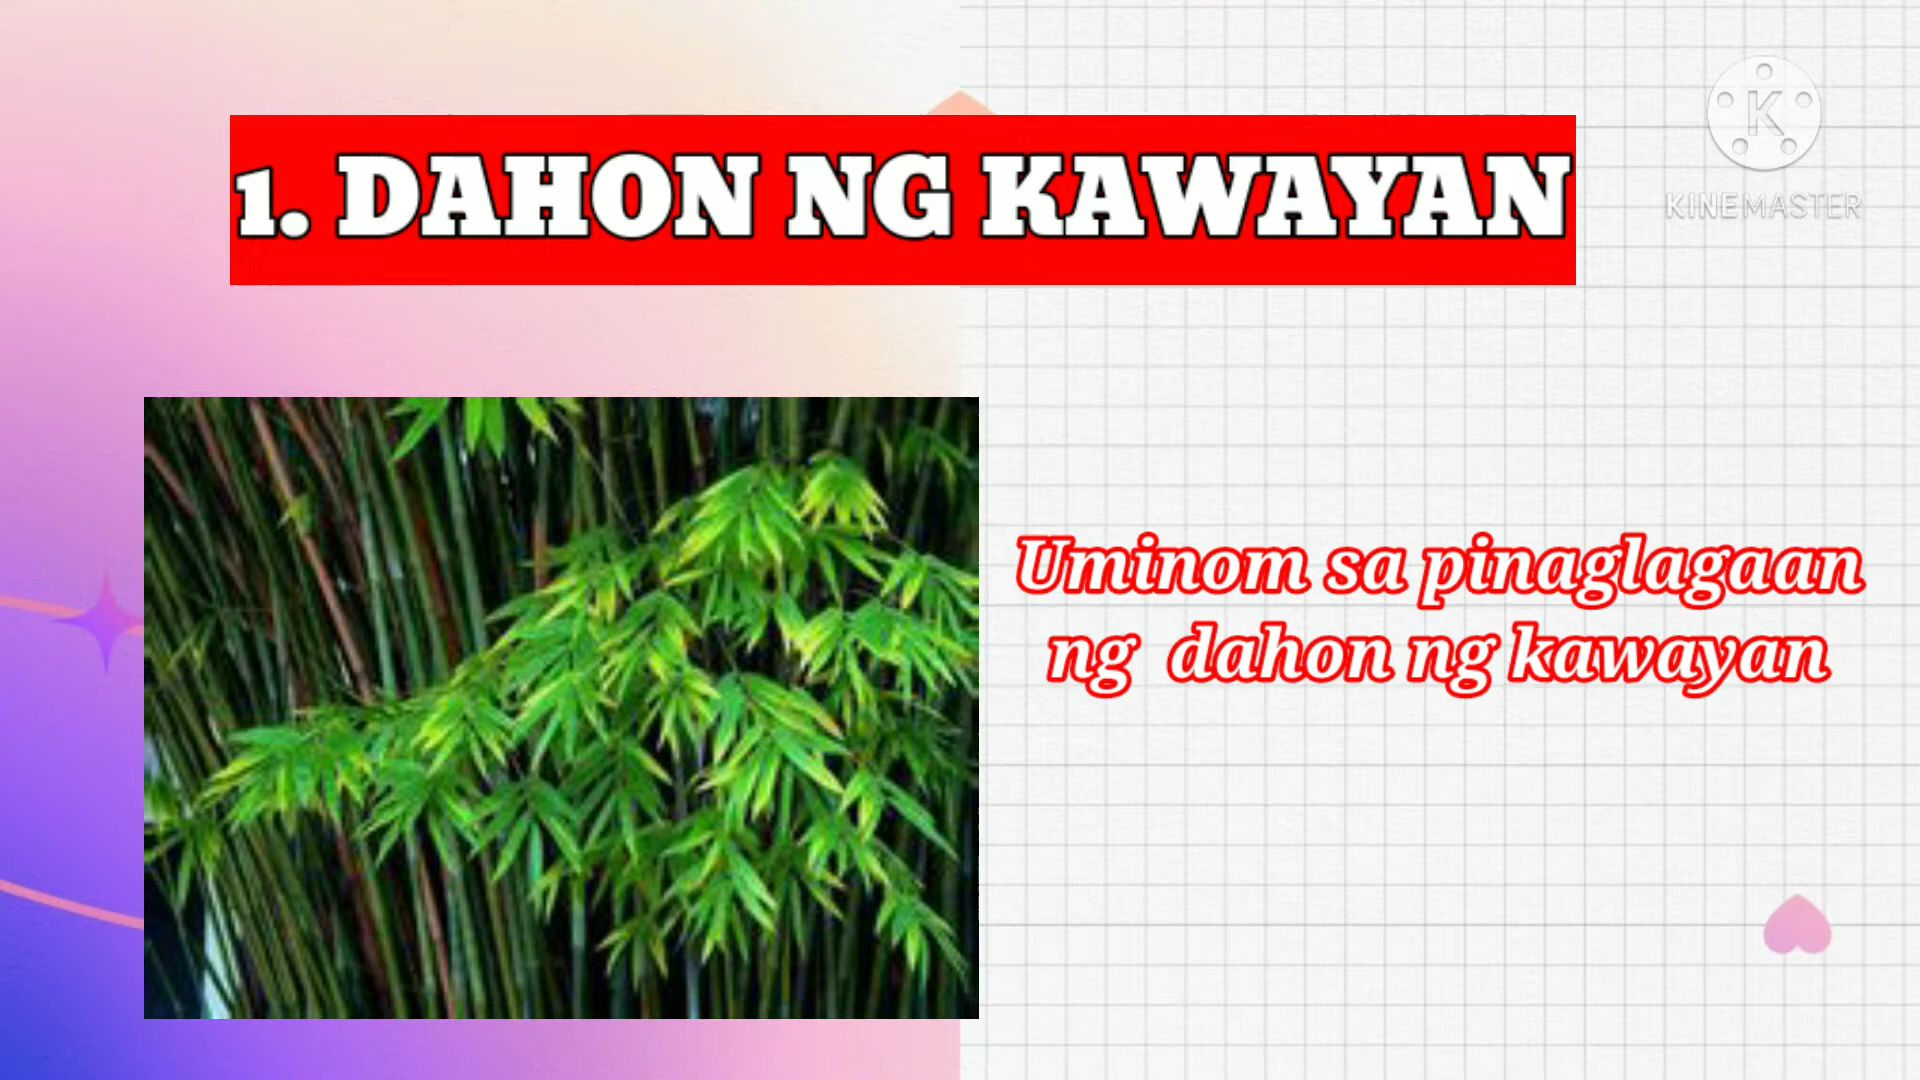 1. DAHON NG KAWAYAN
K
KINEMASTER
Uminom sa pinaglagaan
ng dahon ng kawayan